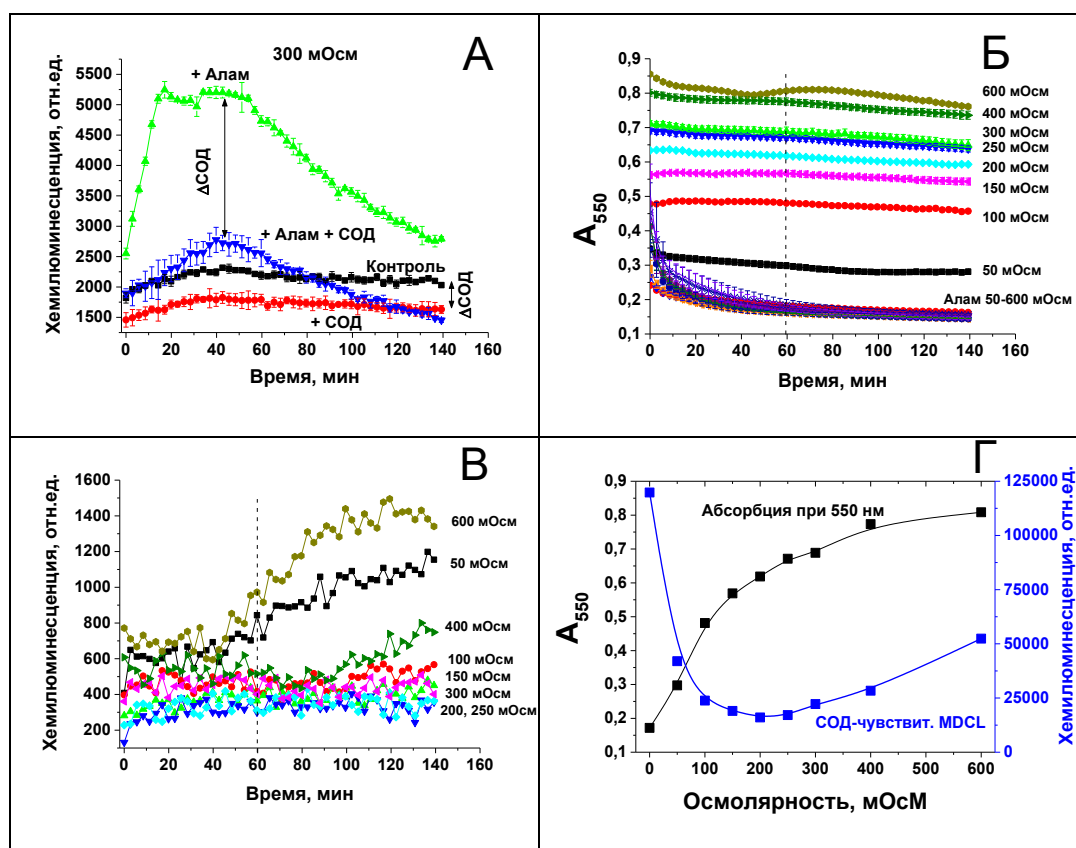 А
300 мОсм
Хемилюминесценция, отн.ед.
5500
5000
4500
4000
3500
3000
2500
2000
1500
+ Алам
ΔСОД
+ Алам + СОД
Контроль
ΔСОД
+ СОД
0 20 40 60 80 100 120 140 160
Время, мин
Б
A550
0,9
0,8
0,7
0,6
0,5
0,4
0,3
0,2
0,1
600 мОсм
400 мОсм
300 мОсм
250 мОсм
200 мОсм
150 мОсм
100 мОсм
50 мОсм
Алам 50-600 мОсм
0 20 40 60 80 100 120 140 160
Время, мин
В
Хемилюминесценция, отн.ед.
1600
1400
1200
1000
800
600
400
200
600 мОсм
50 мОсм
400 мОсм
100 мОсм
150 мОсм
300 мОсм
200, 250 мОсм
0 20 40 60 80 100 120 140 160
Время, мин
Г
A550
0,9
0,8
0,7
0,6
0,5
0,4
0,3
0,2
0,1
Абсорбция при 550 нм
СОД-чувствит. MDCL
125000
100000
75000
50000
25000
0
Хемилюминесценция, отн.ед.
0 100 200 300 400 500 600
Осмолярность, мОсМ